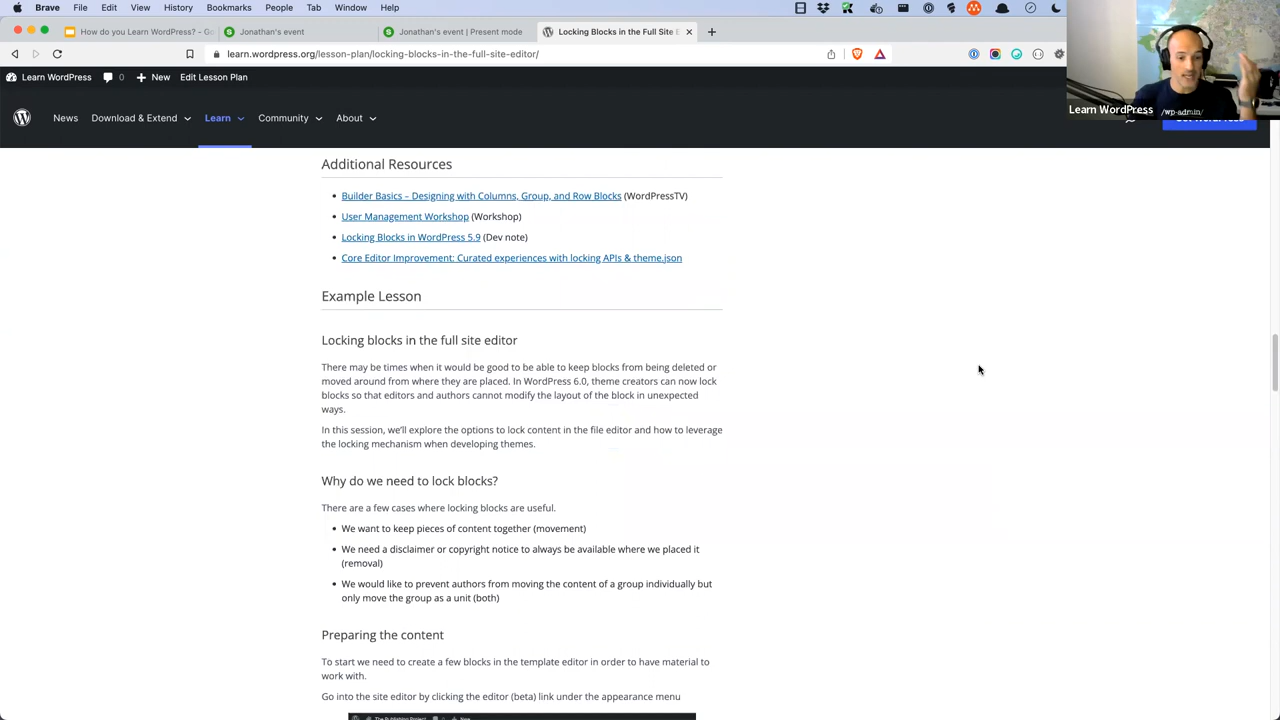 Brave File Edit View History Bookmarks People Tab Window Help
How do you Learn WordPress? - Go
Jonathan's event
Jonathan's event | Present mode
Locking Blocks in the Full Site E
learn.wordpress.org/lesson-plan/locking-blocks-in-the-full-site-editor/
Learn WordPress 0 New Edit Lesson Plan
Learn WordPress
/wp-admin/
News Download & Extend Learn Community About
Additional Resources
• Builder Basics – Designing with Columns, Group, and Row Blocks (WordPressTV)
• User Management Workshop (Workshop)
• Locking Blocks in WordPress 5.9 (Dev note)
• Core Editor Improvement: Curated experiences with locking APIs & theme.json
Example Lesson
Locking blocks in the full site editor
There may be times when it would be good to be able to keep blocks from being deleted or
moved around from where they are placed. In WordPress 6.0, theme creators can now lock
blocks so that editors and authors cannot modify the layout of the block in unexpected
ways.
In this session, we'll explore the options to lock content in the file editor and how to leverage
the locking mechanism when developing themes.
Why do we need to lock blocks?
There are a few cases where locking blocks are useful.
• We want to keep pieces of content together (movement)
• We need a disclaimer or copyright notice to always be available where we placed it
(removal)
• We would like to prevent authors from moving the content of a group individually but
only move the group as a unit (both)
Preparing the content
To start we need to create a few blocks in the template editor in order to have material to
work with.
Go into the site editor by clicking the editor (beta) link under the appearance menu
The Publishing Project